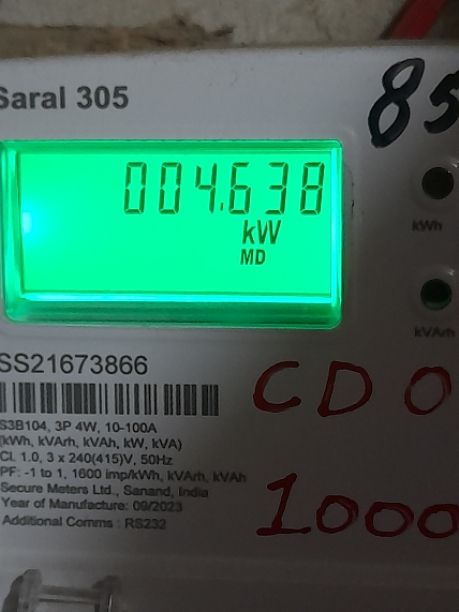 Saral 305
85
004.638
kW
MD
kWh
kVArh
SS21673866
CD0
S3B104, 3P 4W, 10-100A
(kWh, kVArh, kVAh, kW, kVA)
Cl. 1.0, 3 x 240(415)V, 50Hz
PF: -1 to 1, 1600 imp/kWh, kVArh, kVAh
Secure Meters Ltd., Sanand, India
Year of Manufacture: 09/2023
Additional Comms : RS232
1000